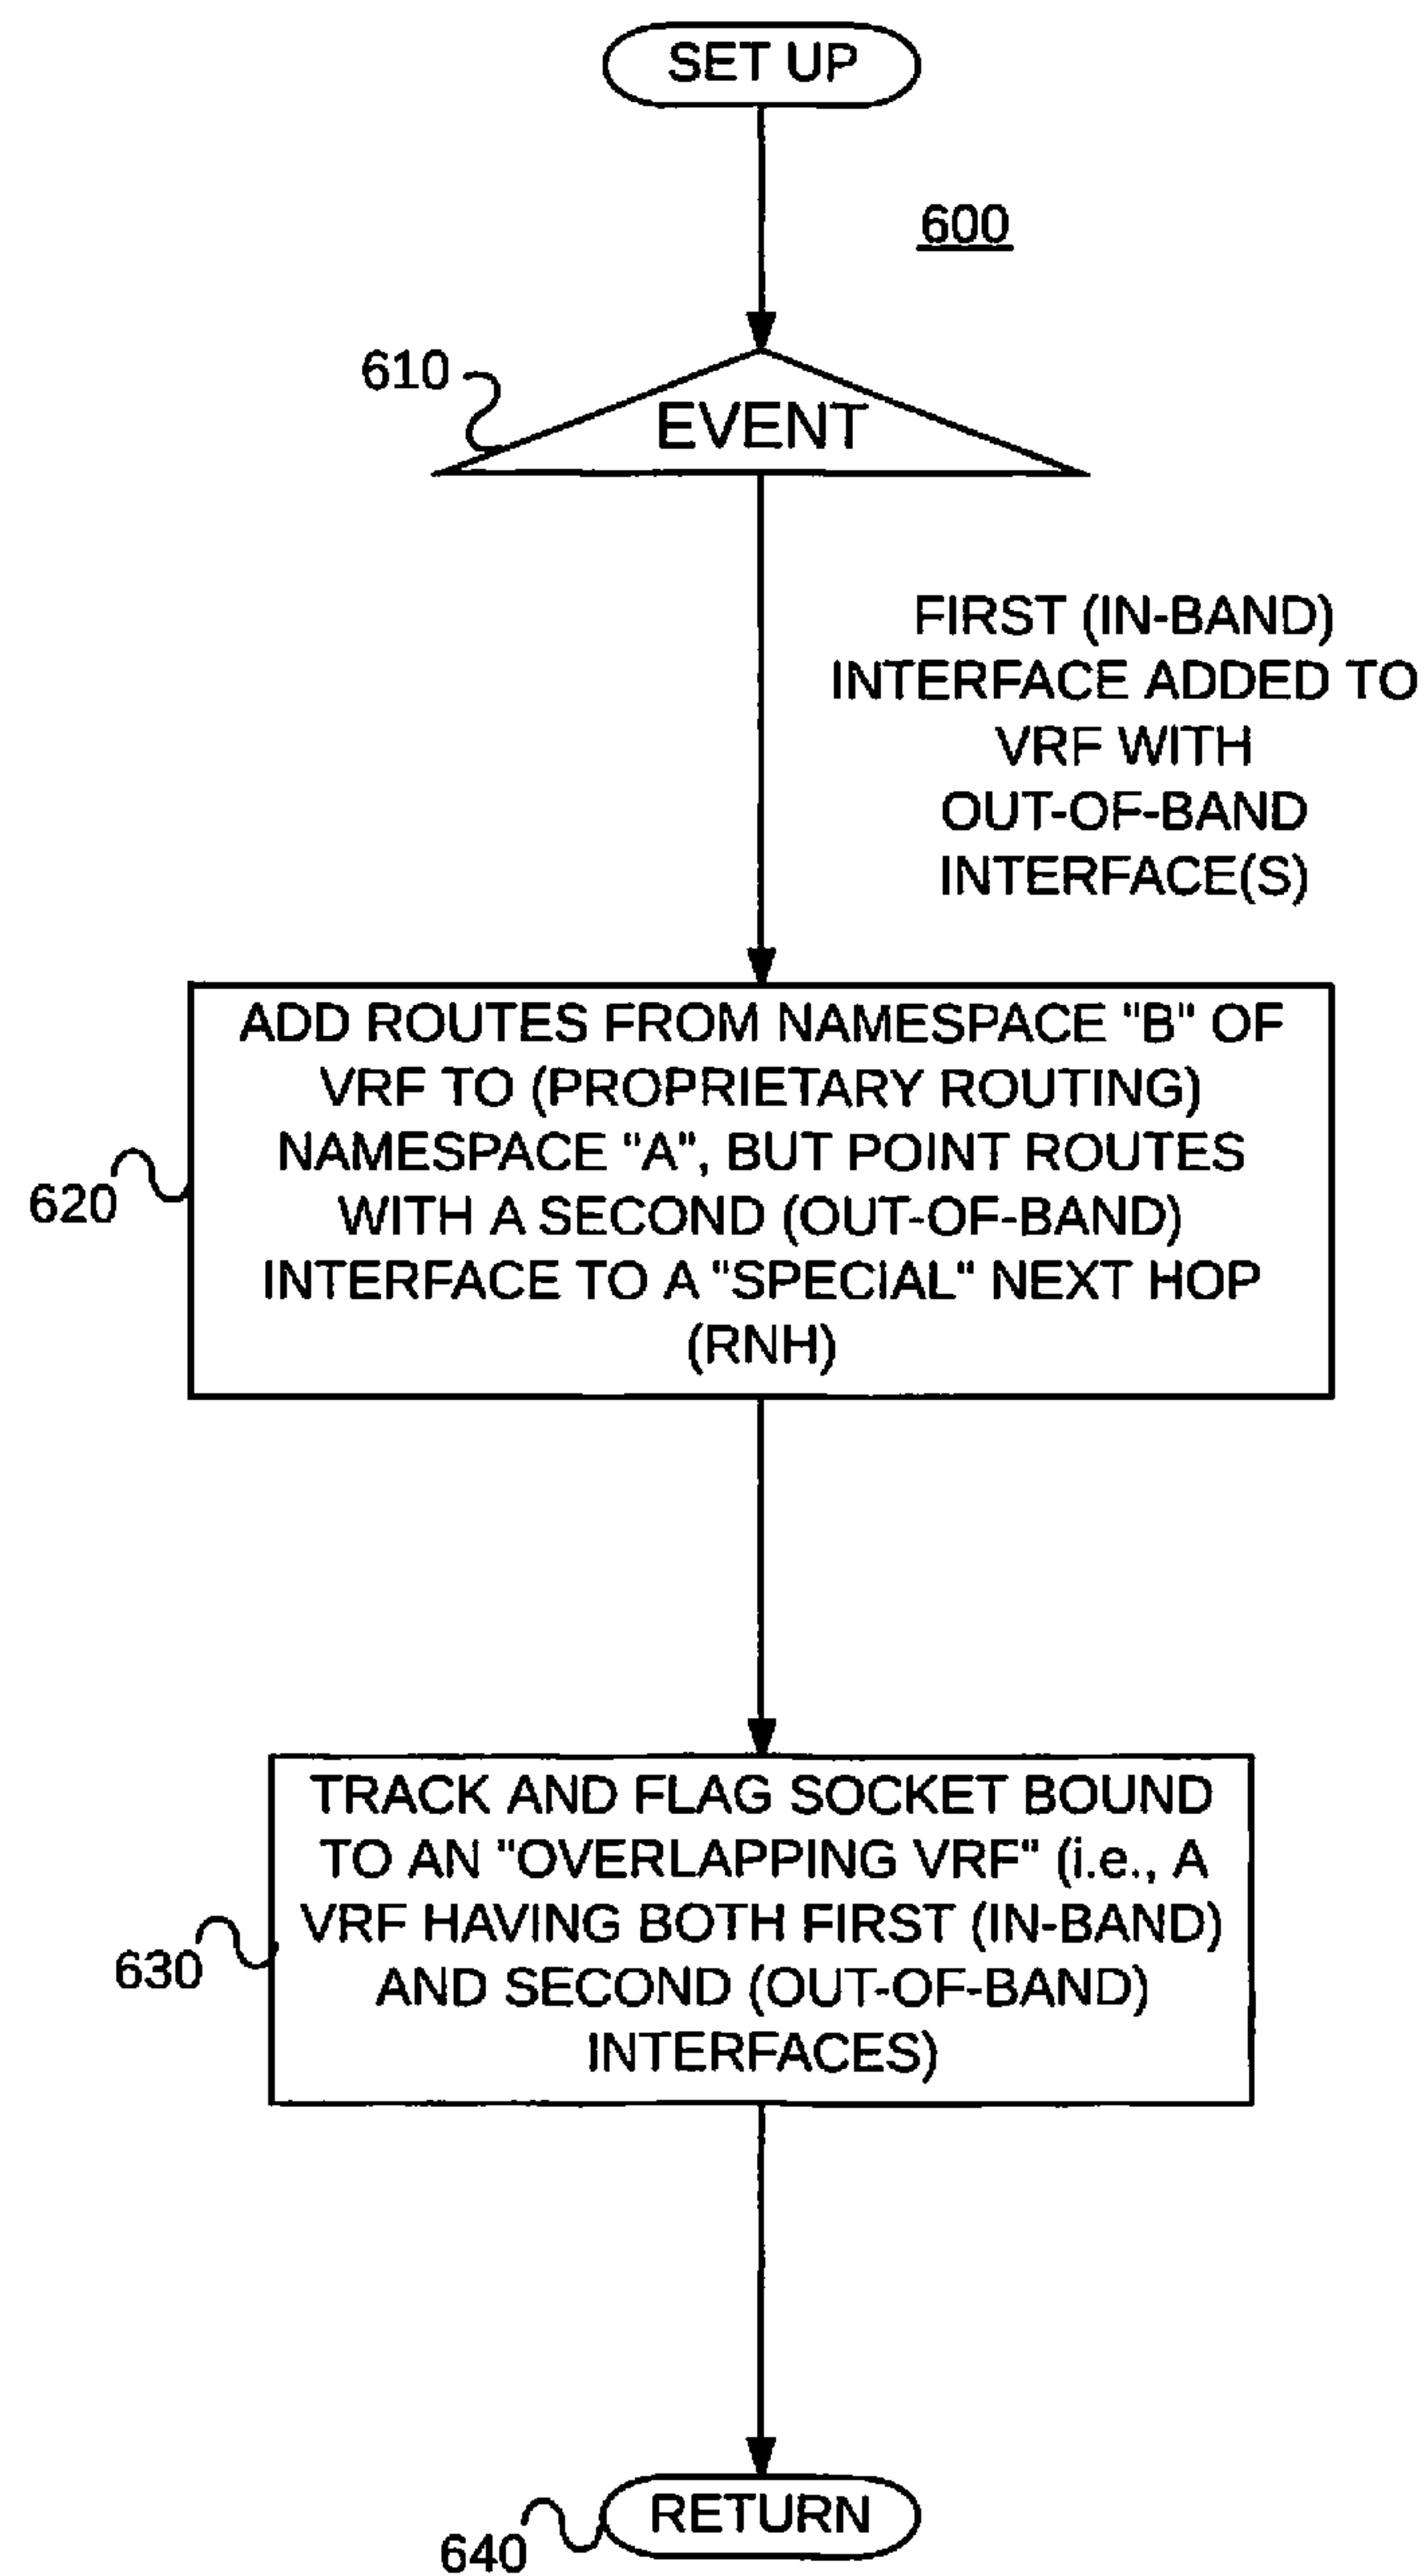 SET UP
600
610
EVENT
FIRST (IN-BAND)
INTERFACE ADDED TO
VRF WITH
OUT-OF-BAND
INTERFACE(S)
ADD ROUTES FROM NAMESPACE "B" OF
VRF TO (PROPRIETARY ROUTING)
NAMESPACE "A", BUT POINT ROUTES
WITH A SECOND (OUT-OF-BAND)
INTERFACE TO A "SPECIAL" NEXT HOP
(RNH)
620
TRACK AND FLAG SOCKET BOUND
TO AN "OVERLAPPING VRF" (i.e., A
VRF HAVING BOTH FIRST (IN-BAND)
AND SECOND (OUT-OF-BAND)
INTERFACES)
630
RETURN
640